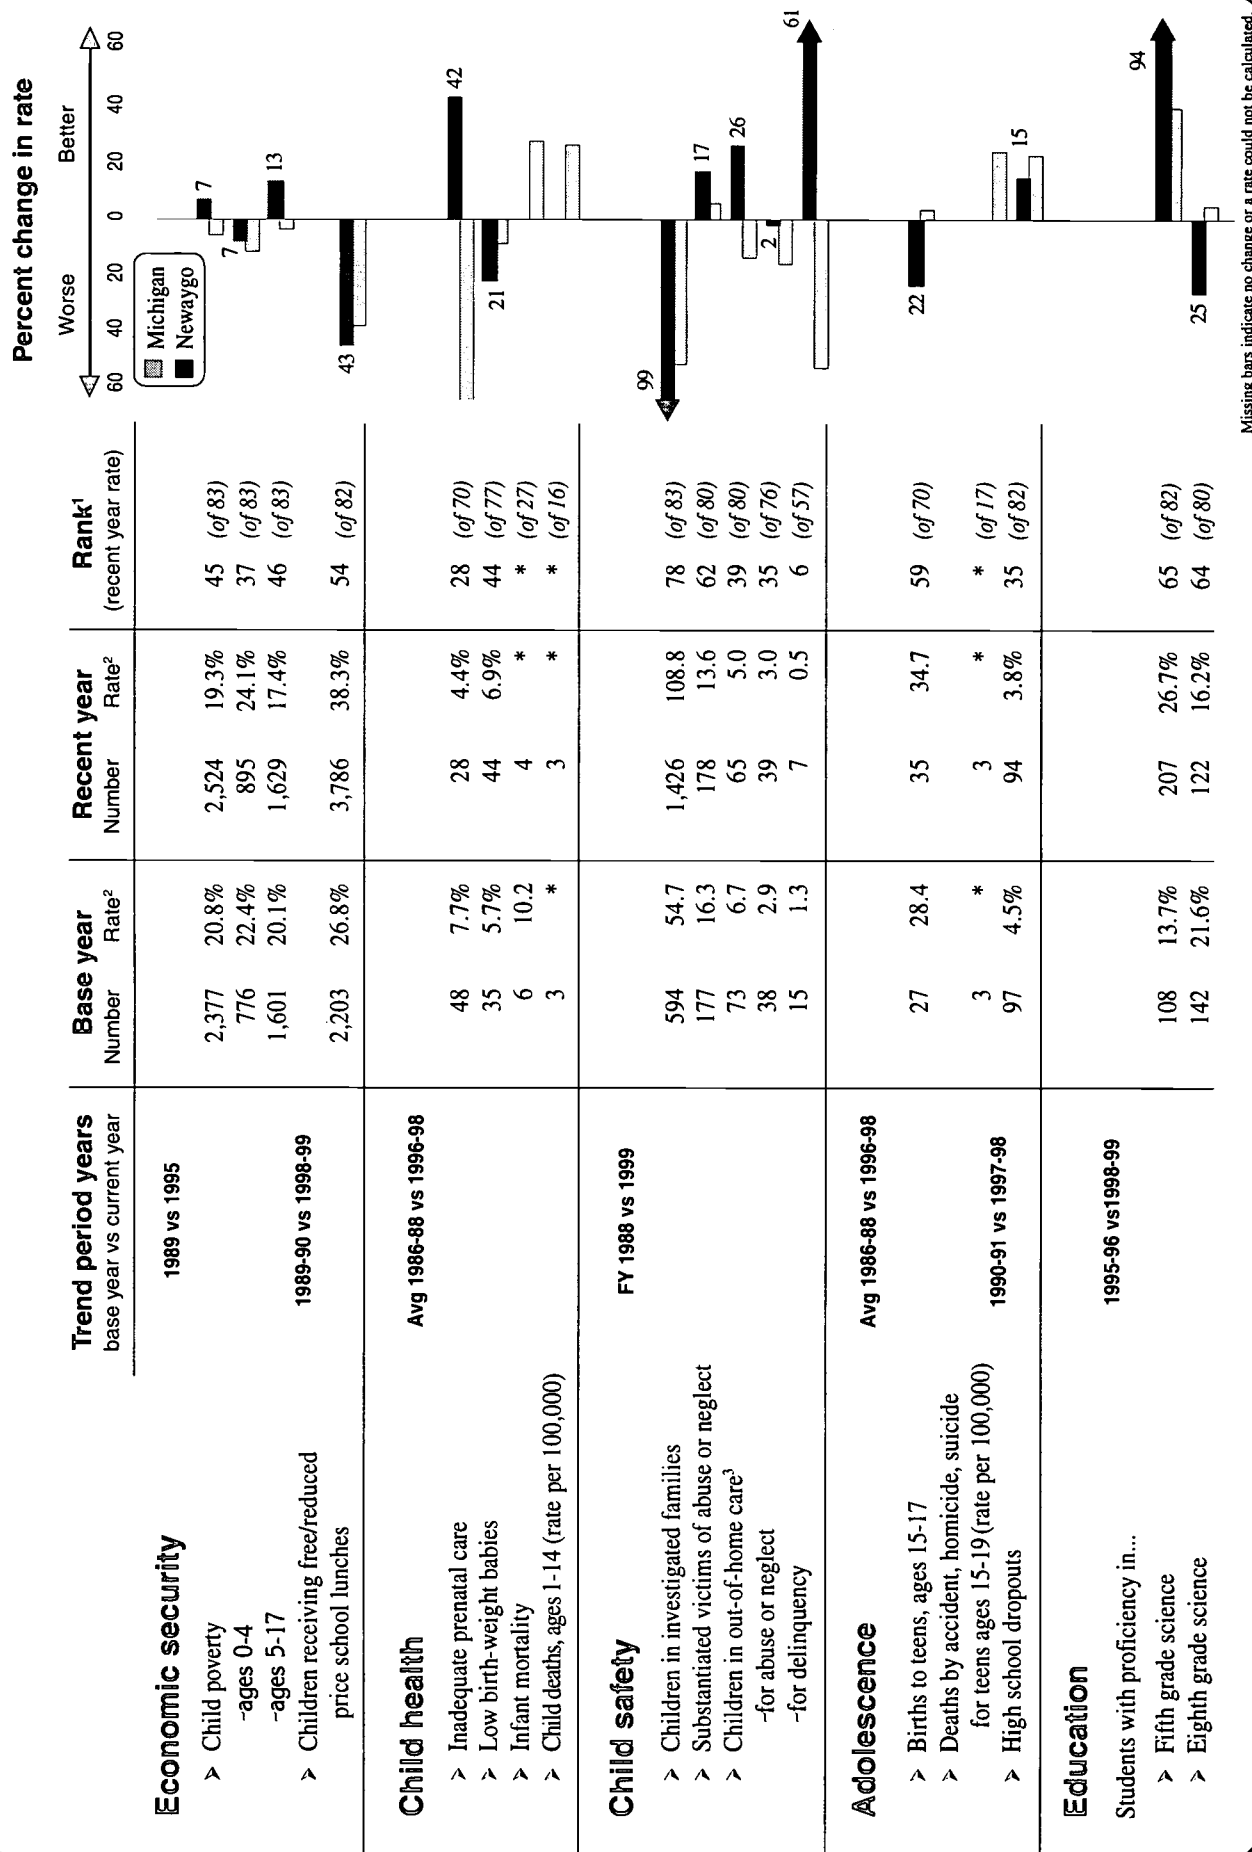 Percent change in rate
Trend period years Base year Recent year Rank¹ Worse Better
base year vs current year Number Rate² Number Rate² (recent year rate) 60 40 20 0 20 40 60
Michigan
Newaygo
Economic security
1989 vs 1995
➢ Child poverty 2,377 20.8% 2,524 19.3% 45 (of 83) 7
-ages 0-4 776 22.4% 895 24.1% 37 (of 83) 7
-ages 5-17 1,601 20.1% 1,629 17.4% 46 (of 83) 13
➢ Children receiving free/reduced 1989-90 vs 1998-99
price school lunches 2,203 26.8% 3,786 38.3% 54 (of 82) 43
Child health
Avg 1986-88 vs 1996-98
➢ Inadequate prenatal care 48 7.7% 28 4.4% 28 (of 70) 42
➢ Low birth-weight babies 35 5.7% 44 6.9% 44 (of 77) 21
➢ Infant mortality 6 10.2 4 * * (of 27)
➢ Child deaths, ages 1-14 (rate per 100,000) 3 * 3 * * (of 16)
Child safety
FY 1988 vs 1999
➢ Children in investigated families 594 54.7 1,426 108.8 78 (of 83) 99
➢ Substantiated victims of abuse or neglect 177 16.3 178 13.6 62 (of 80) 17
➢ Children in out-of-home care³ 73 6.7 65 5.0 39 (of 80) 26
-for abuse or neglect 38 2.9 39 3.0 35 (of 76) 2
-for delinquency 15 1.3 7 0.5 6 (of 57) 61
Adolescence
Avg 1986-88 vs 1996-98
➢ Births to teens, ages 15-17 27 28.4 35 34.7 59 (of 70) 22
➢ Deaths by accident, homicide, suicide
for teens ages 15-19 (rate per 100,000) 3 * 3 * * (of 17)
1990-91 vs 1997-98
➢ High school dropouts 97 4.5% 94 3.8% 35 (of 82) 15
Education
1995-96 vs1998-99
Students with proficiency in...
➢ Fifth grade science 108 13.7% 207 26.7% 65 (of 82) 94
➢ Eighth grade science 142 21.6% 122 16.2% 64 (of 80) 25
Missing bars indicate no change or a rate could not be calculated.